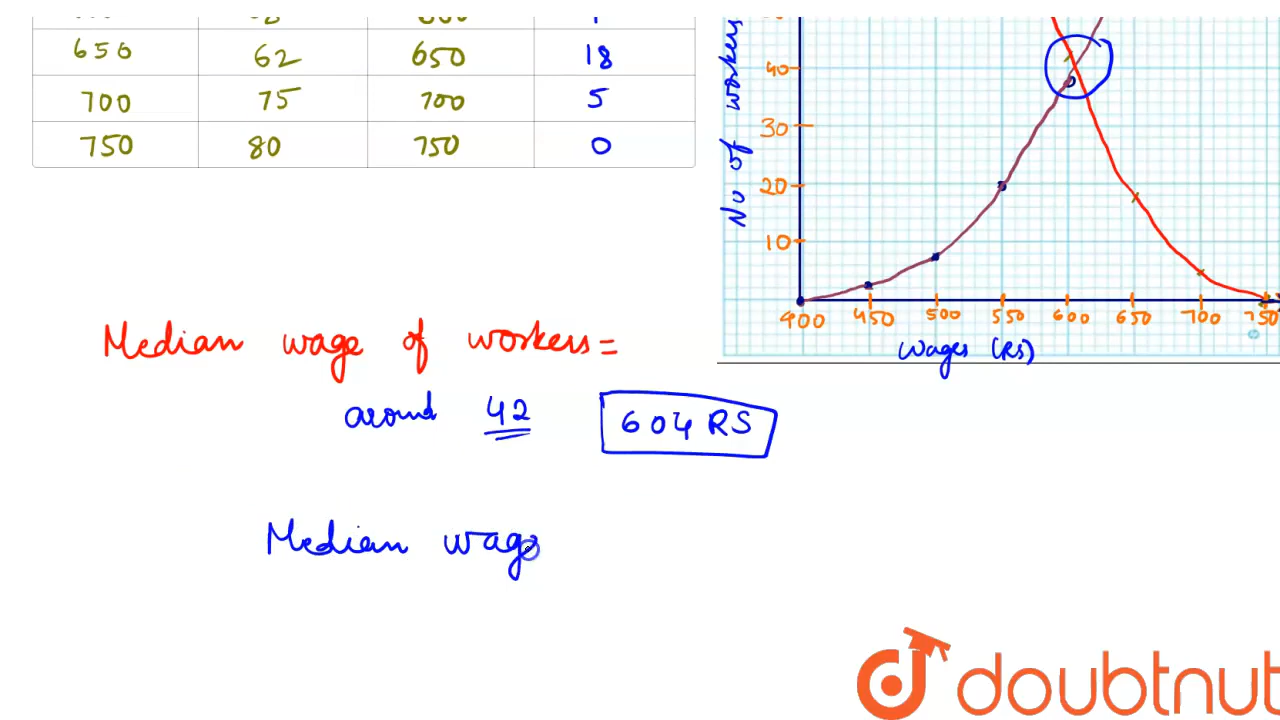 650 62 650 18
700 75 700 5
750 80 750 0
No of workers
40
30
20
10
400 450 500 550 600 650 700 750
Wages (RS)
Median wage of workers =
around 42 604 RS
Median wage
doubtnut